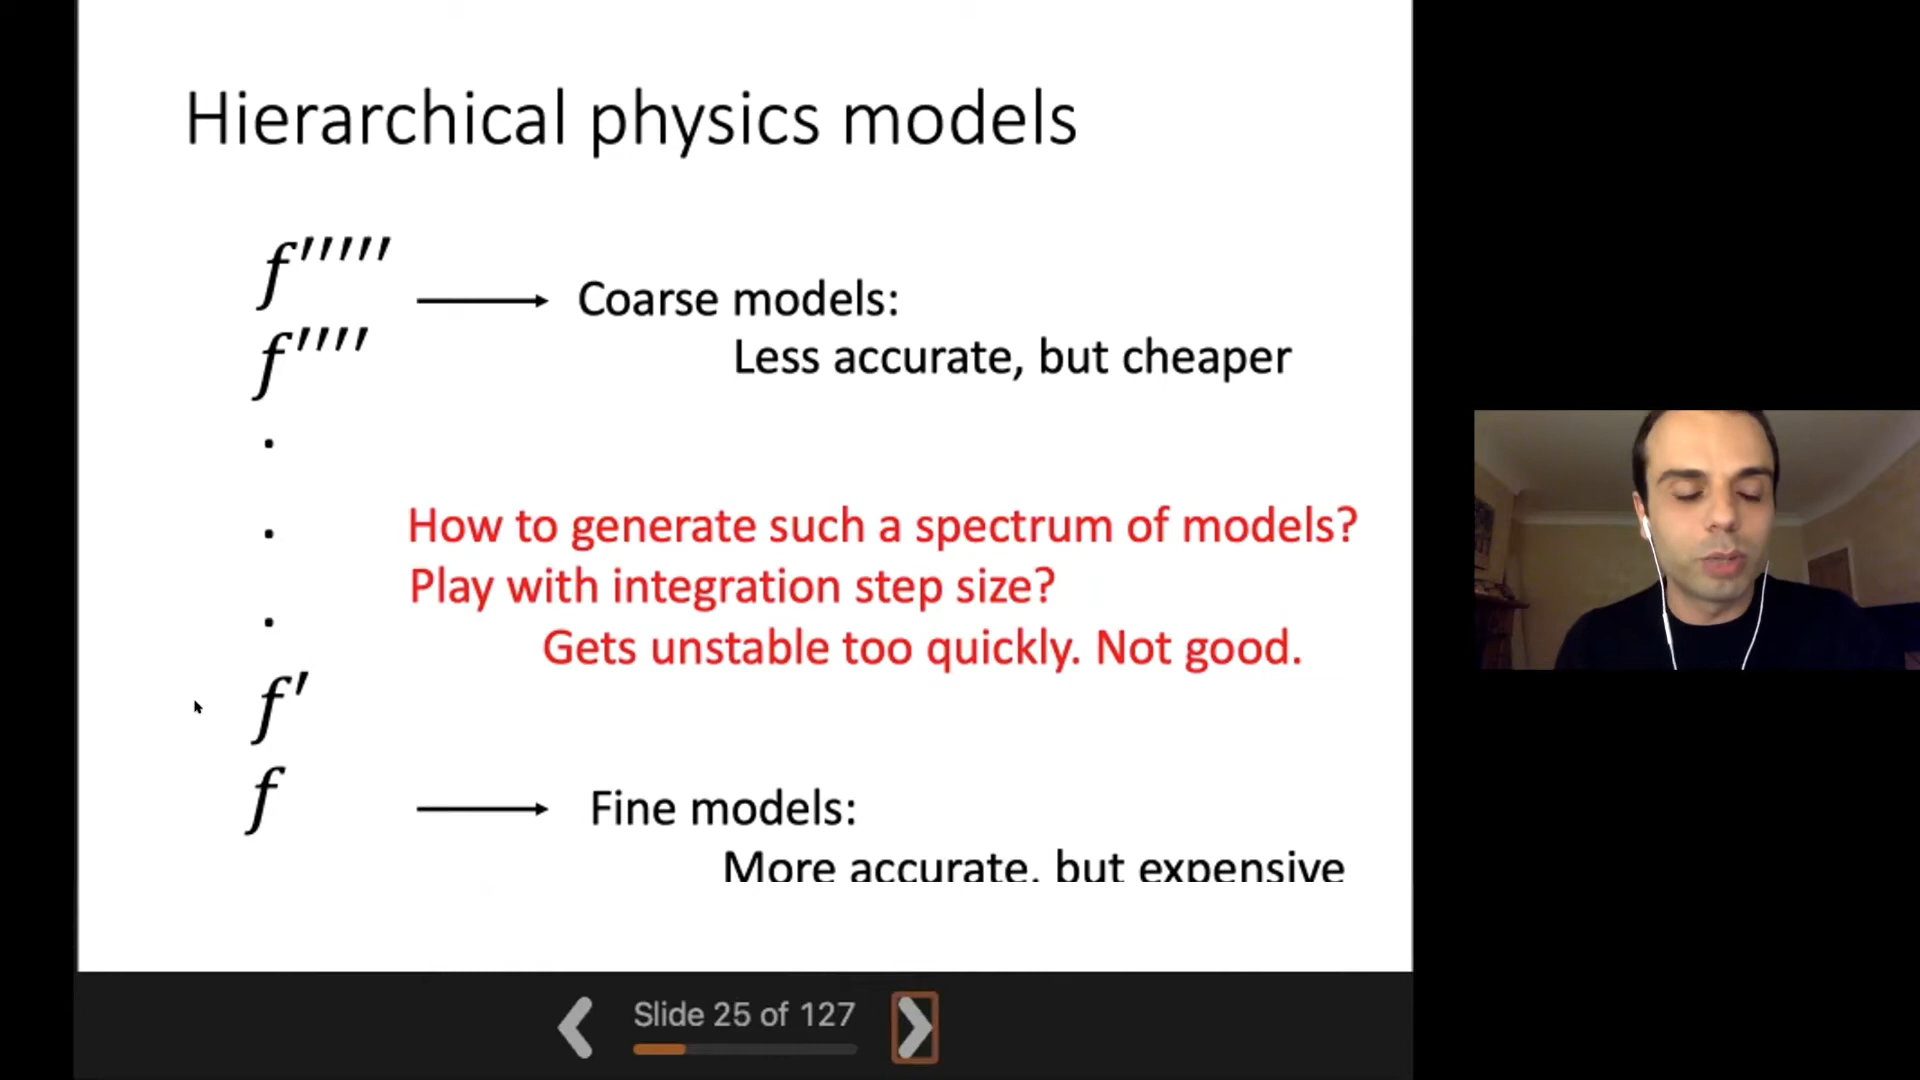 Hierarchical physics models
f′′′′′
Coarse models:
f′′′′
Less accurate, but cheaper
.
.
.
How to generate such a spectrum of models?
Play with integration step size?
Gets unstable too quickly. Not good.
f′
f
Fine models:
More accurate, but expensive
Slide 25 of 127